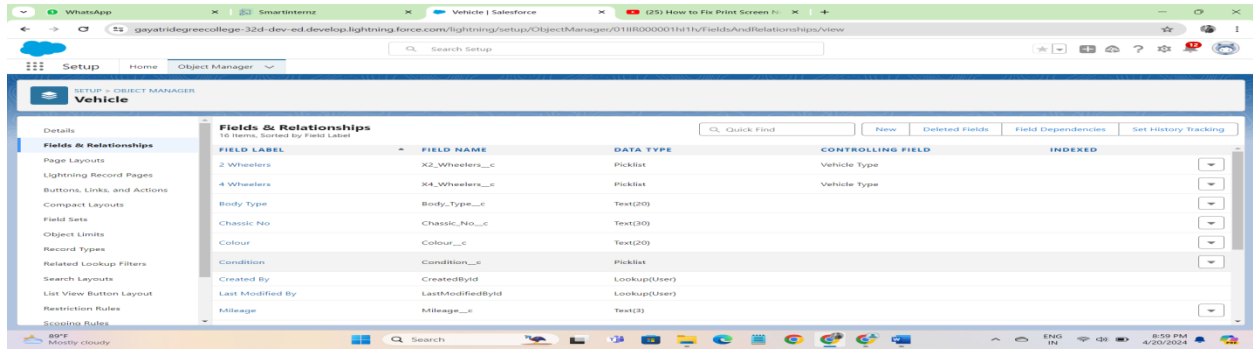 WhatsApp Smartinternz Vehicle | Salesforce (25) How to Fix Print Screen N
gayatridegreecollege-32d-dev-ed.develop.lightning.force.com/lightning/setup/ObjectManager/01IIR000001hI1h/FieldsAndRelationships/view
Search Setup
12
Setup Home Object Manager
SETUP > OBJECT MANAGER
Vehicle
Details
Fields & Relationships
Page Layouts
Lightning Record Pages
Buttons, Links, and Actions
Compact Layouts
Field Sets
Object Limits
Record Types
Related Lookup Filters
Search Layouts
List View Button Layout
Restriction Rules
Scoping Rules
Fields & Relationships
16 Items, Sorted by Field Label
Quick Find New Deleted Fields Field Dependencies Set History Tracking
FIELD LABEL FIELD NAME DATA TYPE CONTROLLING FIELD INDEXED
2 Wheelers X2_Wheelers__c Picklist Vehicle Type
4 Wheelers X4_Wheelers__c Picklist Vehicle Type
Body Type Body_Type__c Text(20)
Chassic No Chassic_No__c Text(30)
Colour Colour__c Text(20)
Condition Condition__c Picklist
Created By CreatedById Lookup(User)
Last Modified By LastModifiedById Lookup(User)
Mileage Mileage__c Text(3)
89°F
Mostly cloudy
Search
ENG
IN
8:59 PM
4/20/2024